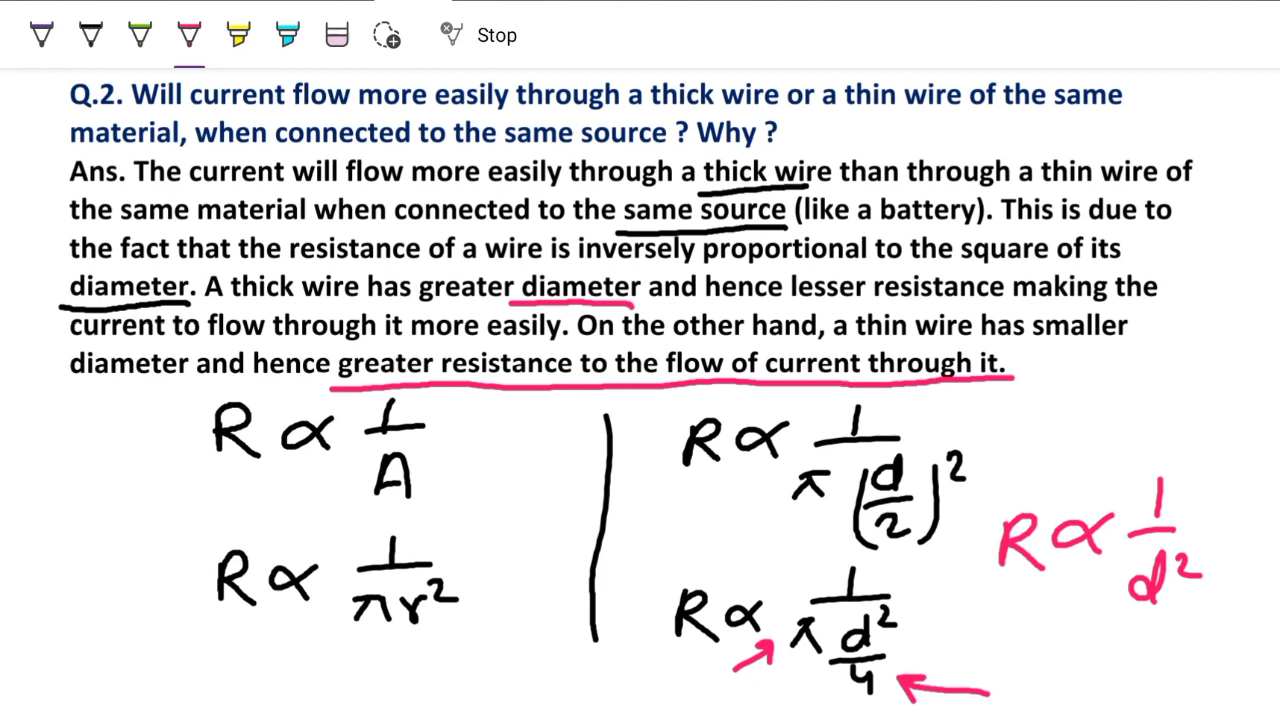 Stop
Q.2. Will current flow more easily through a thick wire or a thin wire of the same
material, when connected to the same source ? Why ?
Ans. The current will flow more easily through a thick wire than through a thin wire of
the same material when connected to the same source (like a battery). This is due to
the fact that the resistance of a wire is inversely proportional to the square of its
diameter. A thick wire has greater diameter and hence lesser resistance making the
current to flow through it more easily. On the other hand, a thin wire has smaller
diameter and hence greater resistance to the flow of current through it.
R ∝ 1/A
R ∝ 1/πr²
R ∝ 1/π(d/2)²
R ∝ 1/π d²/4
R ∝ 1/d²